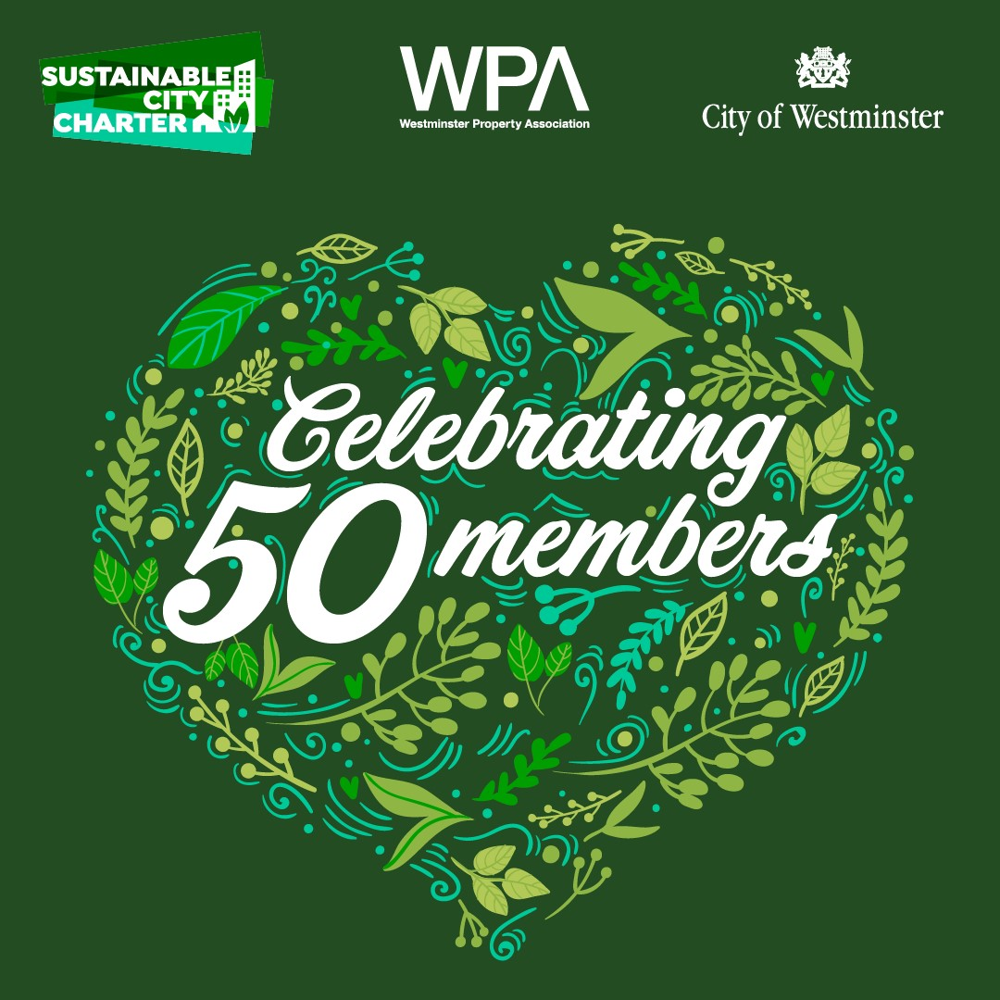 SUSTAINABLE
CITY
CHARTER
WPA
Westminster Property Association
City of Westminster
Celebrating
50 members